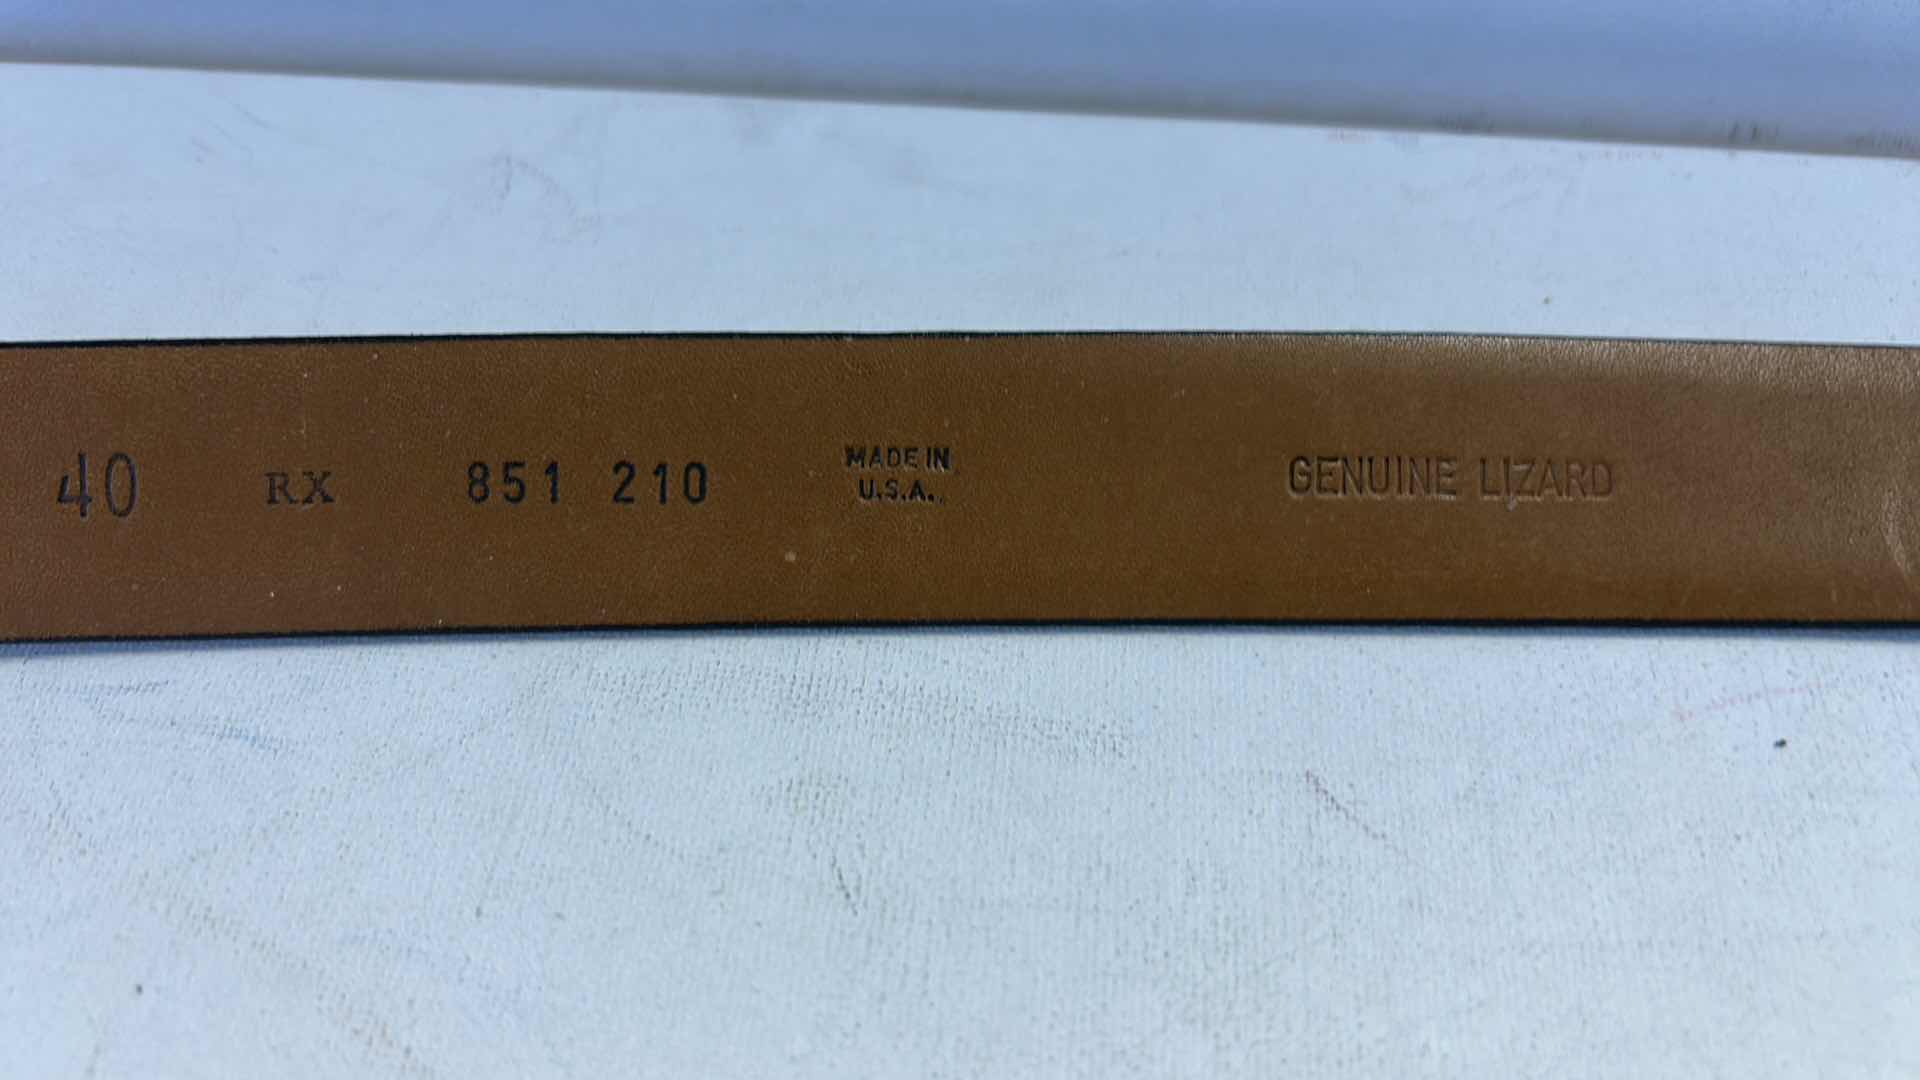 40 RX 851 210
MADE IN
U.S.A.
GENUINE LIZARD